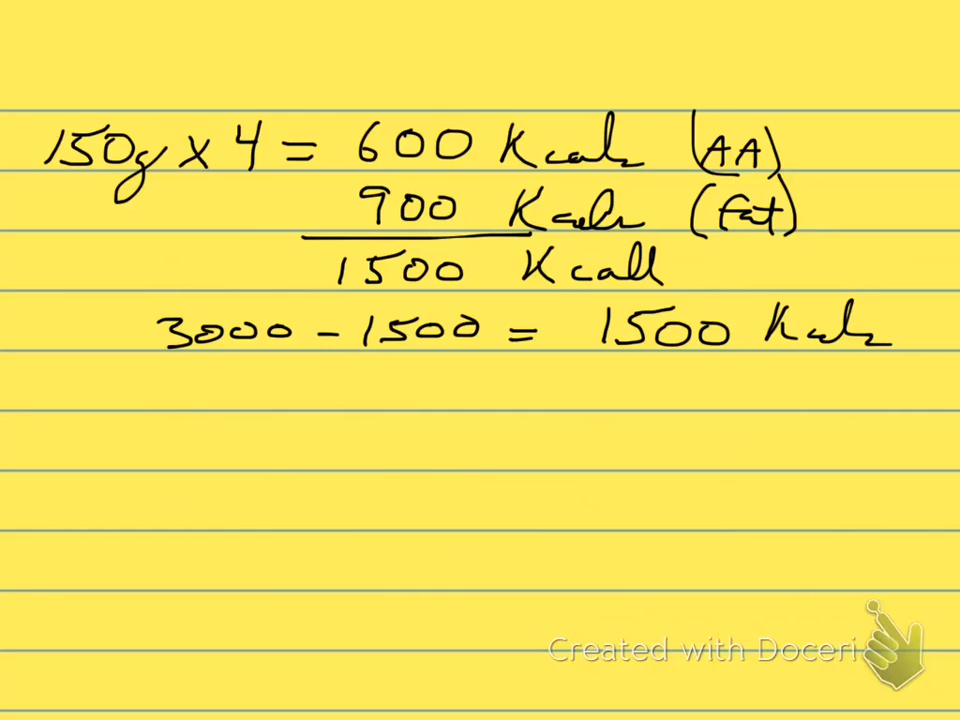 150g x 4 = 600 Kcals (AA)
900 Kcals (Fat)
1500 Kcall
3000 - 1500 = 1500 Kcals
Created with Doceri